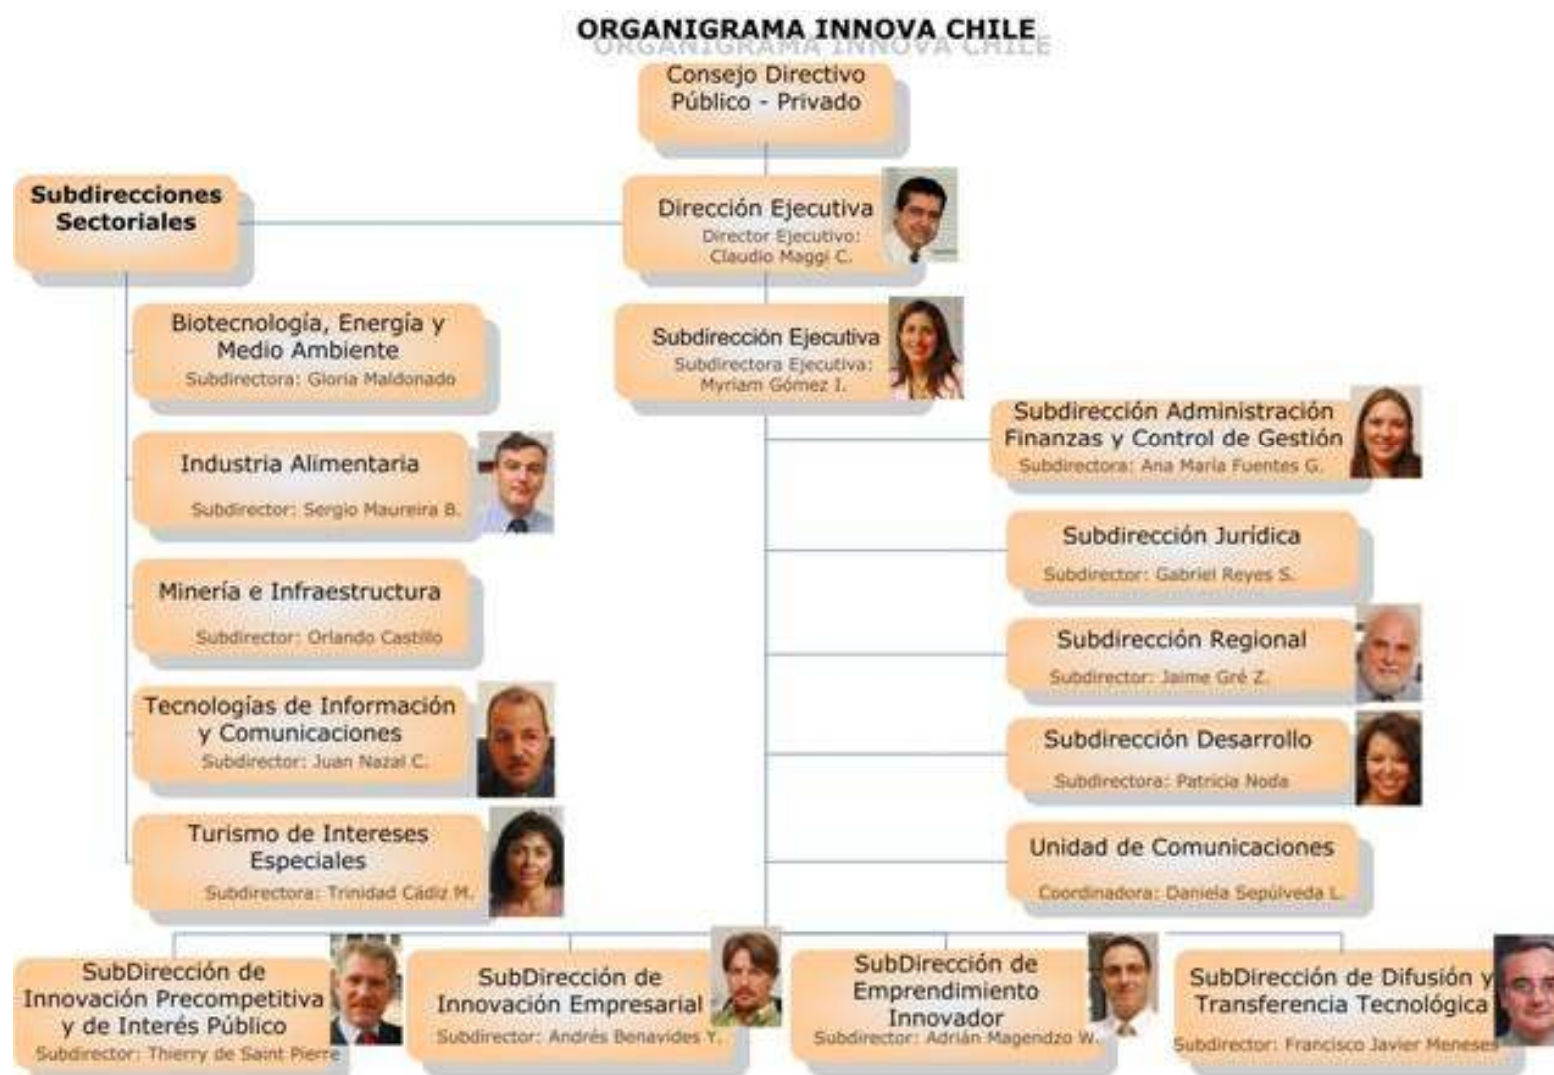 ORGANIGRAMA INNOVA CHILE
Consejo Directivo
Público - Privado
Subdirecciones
Sectoriales
Dirección Ejecutiva
Director Ejecutivo:
Claudio Maggi C.
Subdirección Ejecutiva
Subdirectora Ejecutiva:
Myriam Gómez I.
Biotecnología, Energía y
Medio Ambiente
Subdirectora: Gloria Maldonado
Industria Alimentaria
Subdirector: Sergio Maureira B.
Minería e Infraestructura
Subdirector: Orlando Castillo
Tecnologías de Información
y Comunicaciones
Subdirector: Juan Nazal C.
Turismo de Intereses
Especiales
Subdirectora: Trinidad Cádiz M.
Subdirección Administración
Finanzas y Control de Gestión
Subdirectora: Ana María Fuentes G.
Subdirección Jurídica
Subdirector: Gabriel Reyes S.
Subdirección Regional
Subdirector: Jaime Gré Z.
Subdirección Desarrollo
Subdirectora: Patricia Noda
Unidad de Comunicaciones
Coordinadora: Daniela Sepúlveda L.
SubDirección de
Innovación Precompetitiva
y de Interés Público
Subdirector: Thierry de Saint Pierre
SubDirección de
Innovación Empresarial
Subdirector: Andrés Benavides Y.
SubDirección de
Emprendimiento
Innovador
Subdirector: Adrián Magendzo W.
SubDirección de Difusión y
Transferencia Tecnológica
Subdirector: Francisco Javier Meneses